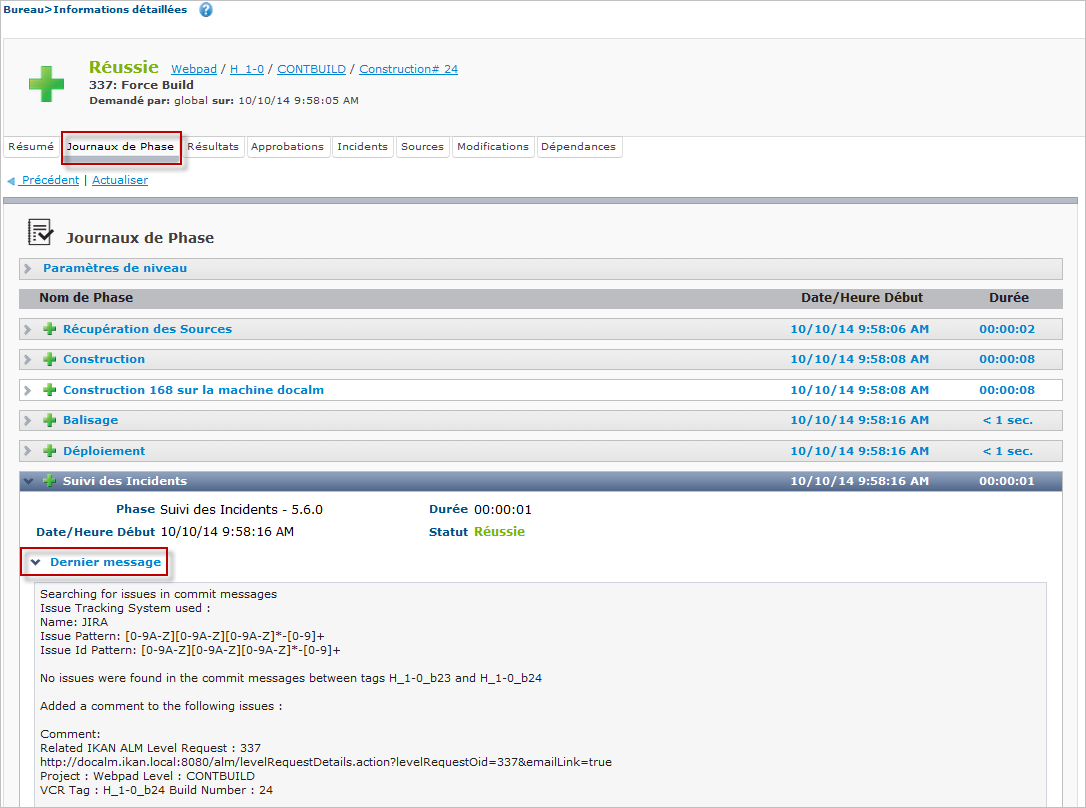 Bureau>Informations détaillées ?
Réussie Webpad / H_1-0 / CONTBUILD / Construction# 24
337: Force Build
Demandé par: global sur: 10/10/14 9:58:05 AM
Résumé Journaux de Phase Résultats Approbations Incidents Sources Modifications Dépendances
Précédent | Actualiser
Journaux de Phase
Paramètres de niveau
Nom de Phase Date/Heure Début Durée
Récupération des Sources 10/10/14 9:58:06 AM 00:00:02
Construction 10/10/14 9:58:08 AM 00:00:08
Construction 168 sur la machine docalm 10/10/14 9:58:08 AM 00:00:08
Balisage 10/10/14 9:58:16 AM < 1 sec.
Déploiement 10/10/14 9:58:16 AM < 1 sec.
Suivi des Incidents 10/10/14 9:58:16 AM 00:00:01
Phase Suivi des Incidents - 5.6.0 Durée 00:00:01
Date/Heure Début 10/10/14 9:58:16 AM Statut Réussie
Dernier message
Searching for issues in commit messages
Issue Tracking System used :
Name: JIRA
Issue Pattern: [0-9A-Z][0-9A-Z][0-9A-Z]*-[0-9]+
Issue Id Pattern: [0-9A-Z][0-9A-Z][0-9A-Z]*-[0-9]+
No issues were found in the commit messages between tags H_1-0_b23 and H_1-0_b24
Added a comment to the following issues :
Comment:
Related IKAN ALM Level Request : 337
http://docalm.ikan.local:8080/alm/levelRequestDetails.action?levelRequestOid=337&emailLink=true
Project : Webpad Level : CONTBUILD
VCR Tag : H_1-0_b24 Build Number : 24